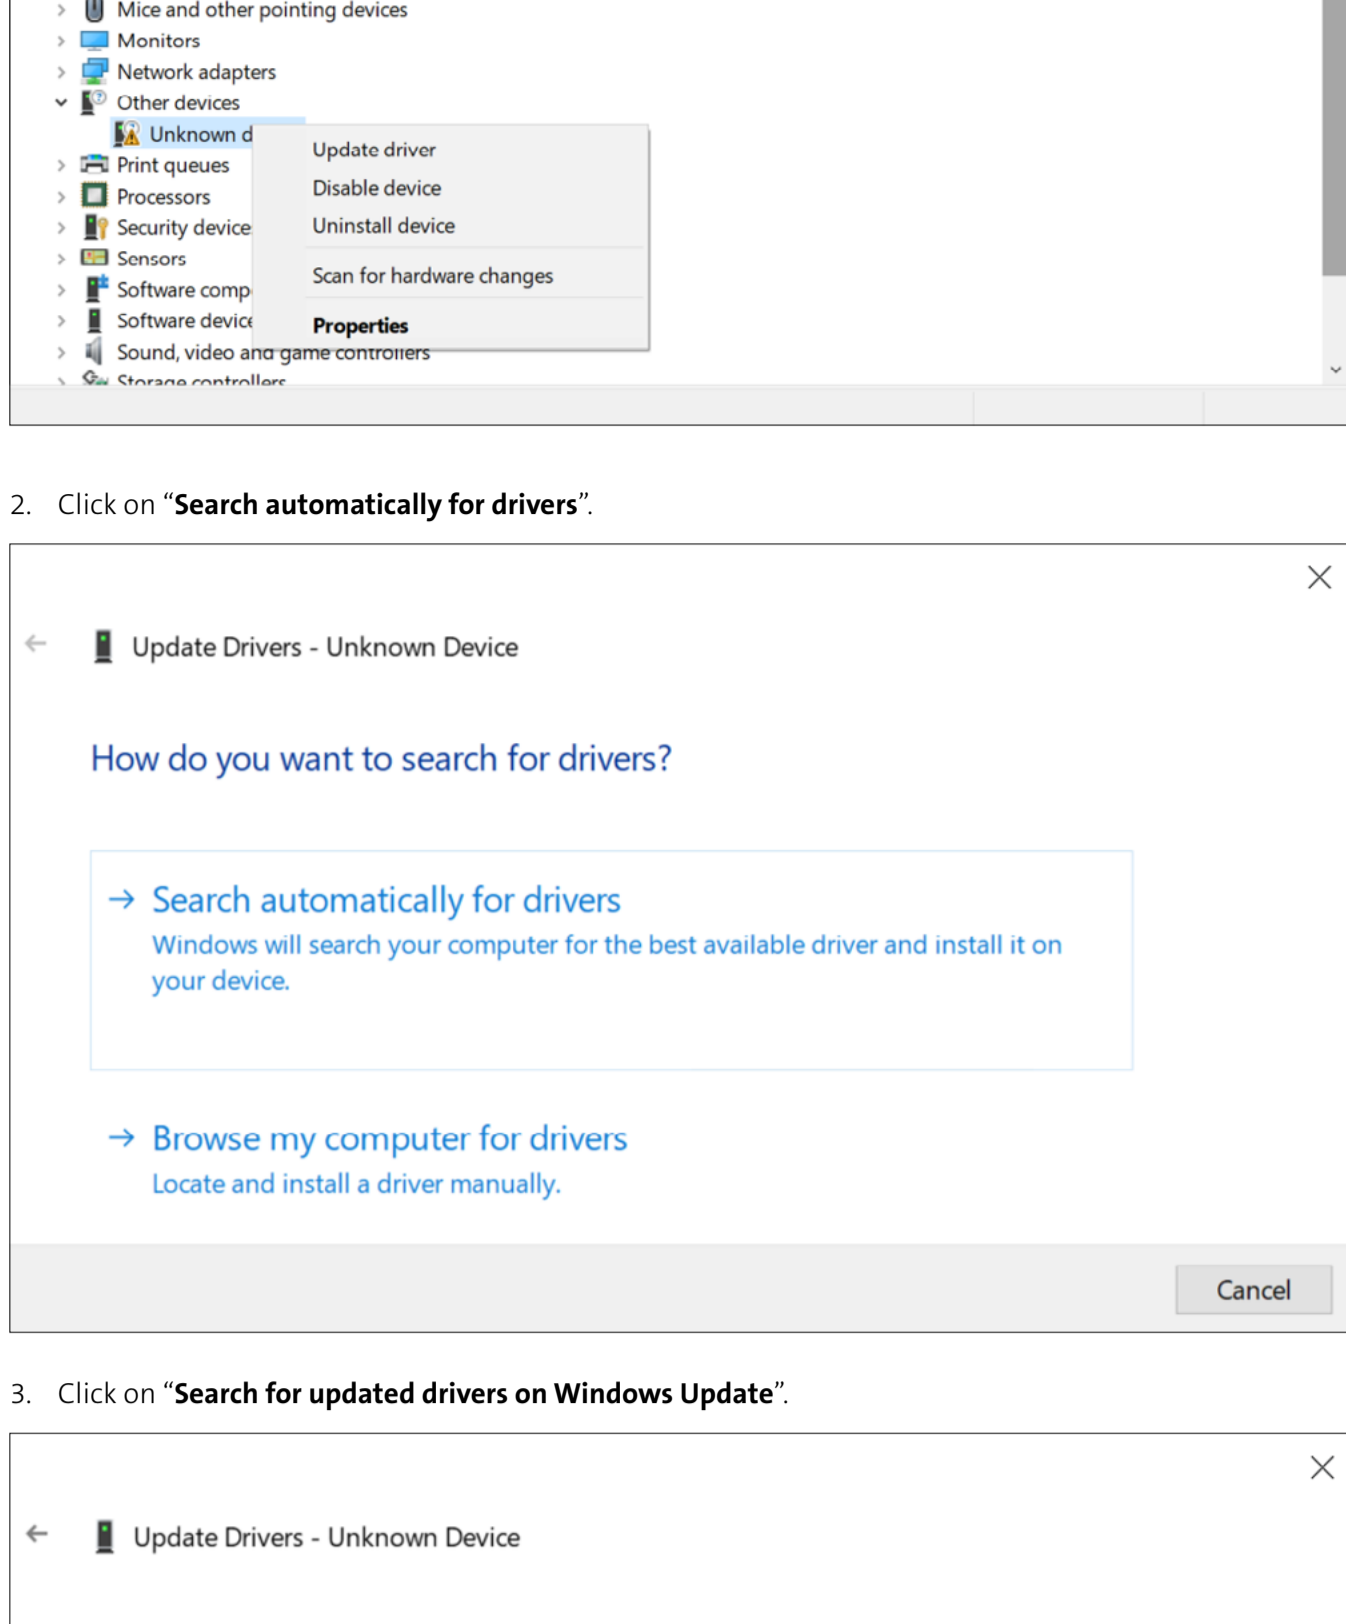 Mice and other pointing devices
Monitors
Network adapters
Other devices
Unknown d
Update driver
Print queues
Disable device
Processors
Uninstall device
Security device
Sensors
Scan for hardware changes
Software comp
Software device
Properties
Sound, video and game controllers
Storage controllers
2. Click on “Search automatically for drivers”.
Update Drivers - Unknown Device
How do you want to search for drivers?
→ Search automatically for drivers
Windows will search your computer for the best available driver and install it on
your device.
→ Browse my computer for drivers
Locate and install a driver manually.
Cancel
3. Click on “Search for updated drivers on Windows Update”.
Update Drivers - Unknown Device